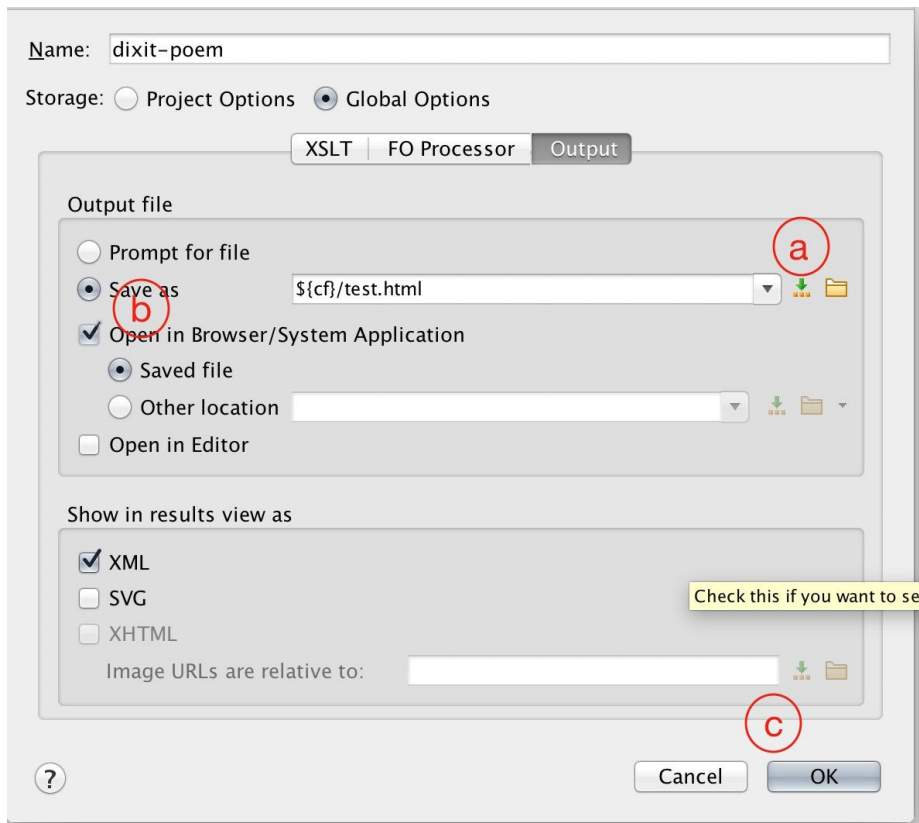 Name: dixit-poem
Storage: Project Options Global Options
XSLT FO Processor Output
Output file
Prompt for file
a
Save as ${cf}/test.html
b
Open in Browser/System Application
Saved file
Other location
Open in Editor
Show in results view as
XML
Check this if you want to se
SVG
XHTML
Image URLs are relative to:
c
? Cancel OK